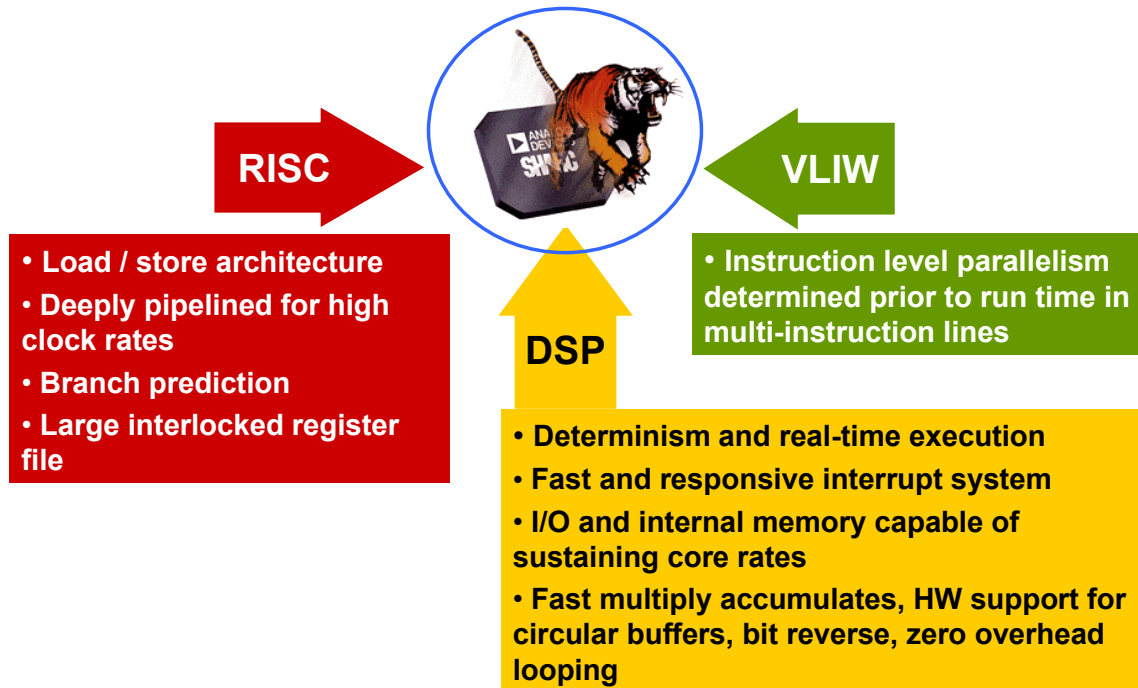 ANALOG
DEVICES
SHARC
RISC
VLIW
• Load / store architecture
• Deeply pipelined for high
clock rates
• Branch prediction
• Large interlocked register
file
• Instruction level parallelism
determined prior to run time in
multi-instruction lines
DSP
• Determinism and real-time execution
• Fast and responsive interrupt system
• I/O and internal memory capable of
sustaining core rates
• Fast multiply accumulates, HW support for
circular buffers, bit reverse, zero overhead
looping